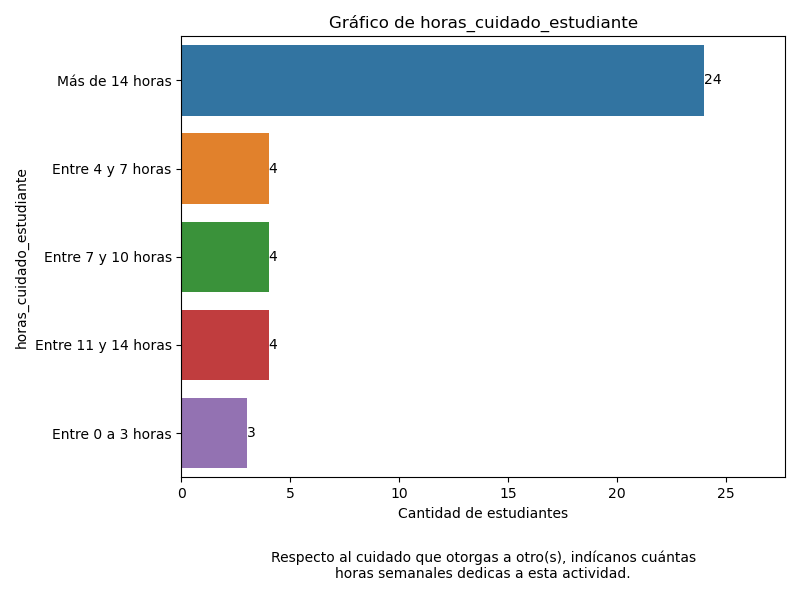 Gráfico de horas_cuidado_estudiante
horas_cuidado_estudiante
Más de 14 horas
24
Entre 4 y 7 horas
4
Entre 7 y 10 horas
4
Entre 11 y 14 horas
4
Entre 0 a 3 horas
3
0 5 10 15 20 25
Cantidad de estudiantes
Respecto al cuidado que otorgas a otro(s), indícanos cuántas
horas semanales dedicas a esta actividad.